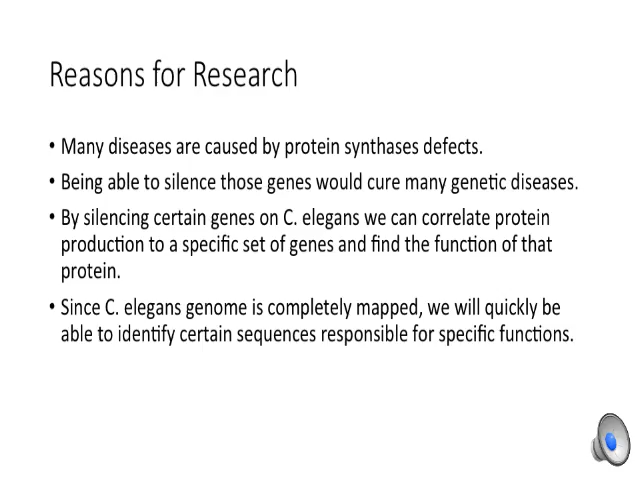 Reasons for Research
• Many diseases are caused by protein synthases defects.
• Being able to silence those genes would cure many genetic diseases.
• By silencing certain genes on C. elegans we can correlate protein
production to a specific set of genes and find the function of that
protein.
• Since C. elegans genome is completely mapped, we will quickly be
able to identify certain sequences responsible for specific functions.